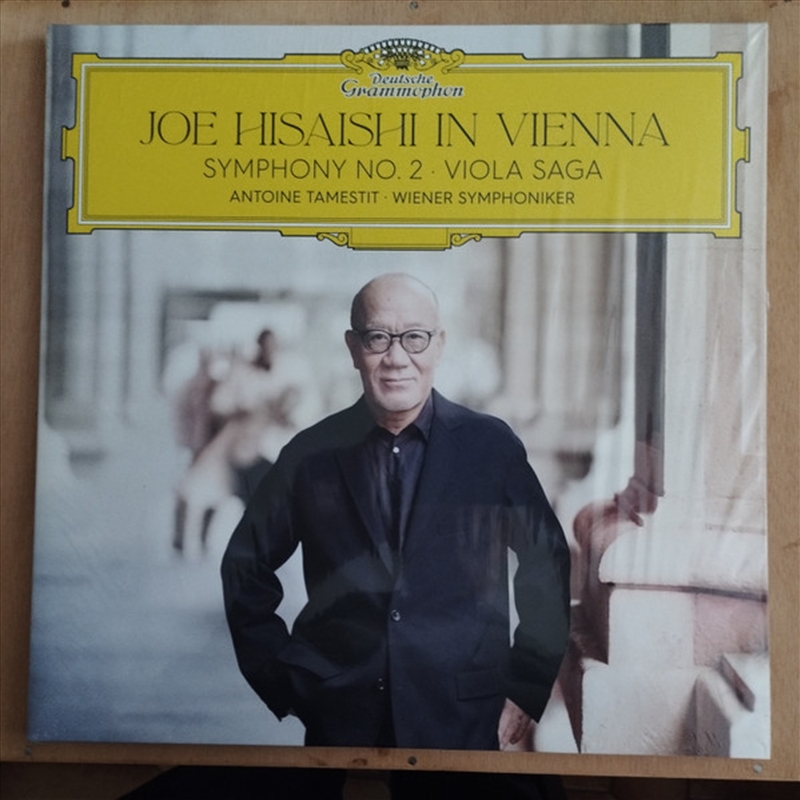 Deutsche
Grammophon
JOE HISAISHI IN VIENNA
SYMPHONY NO. 2 · VIOLA SAGA
ANTOINE TAMESTIT · WIENER SYMPHONIKER